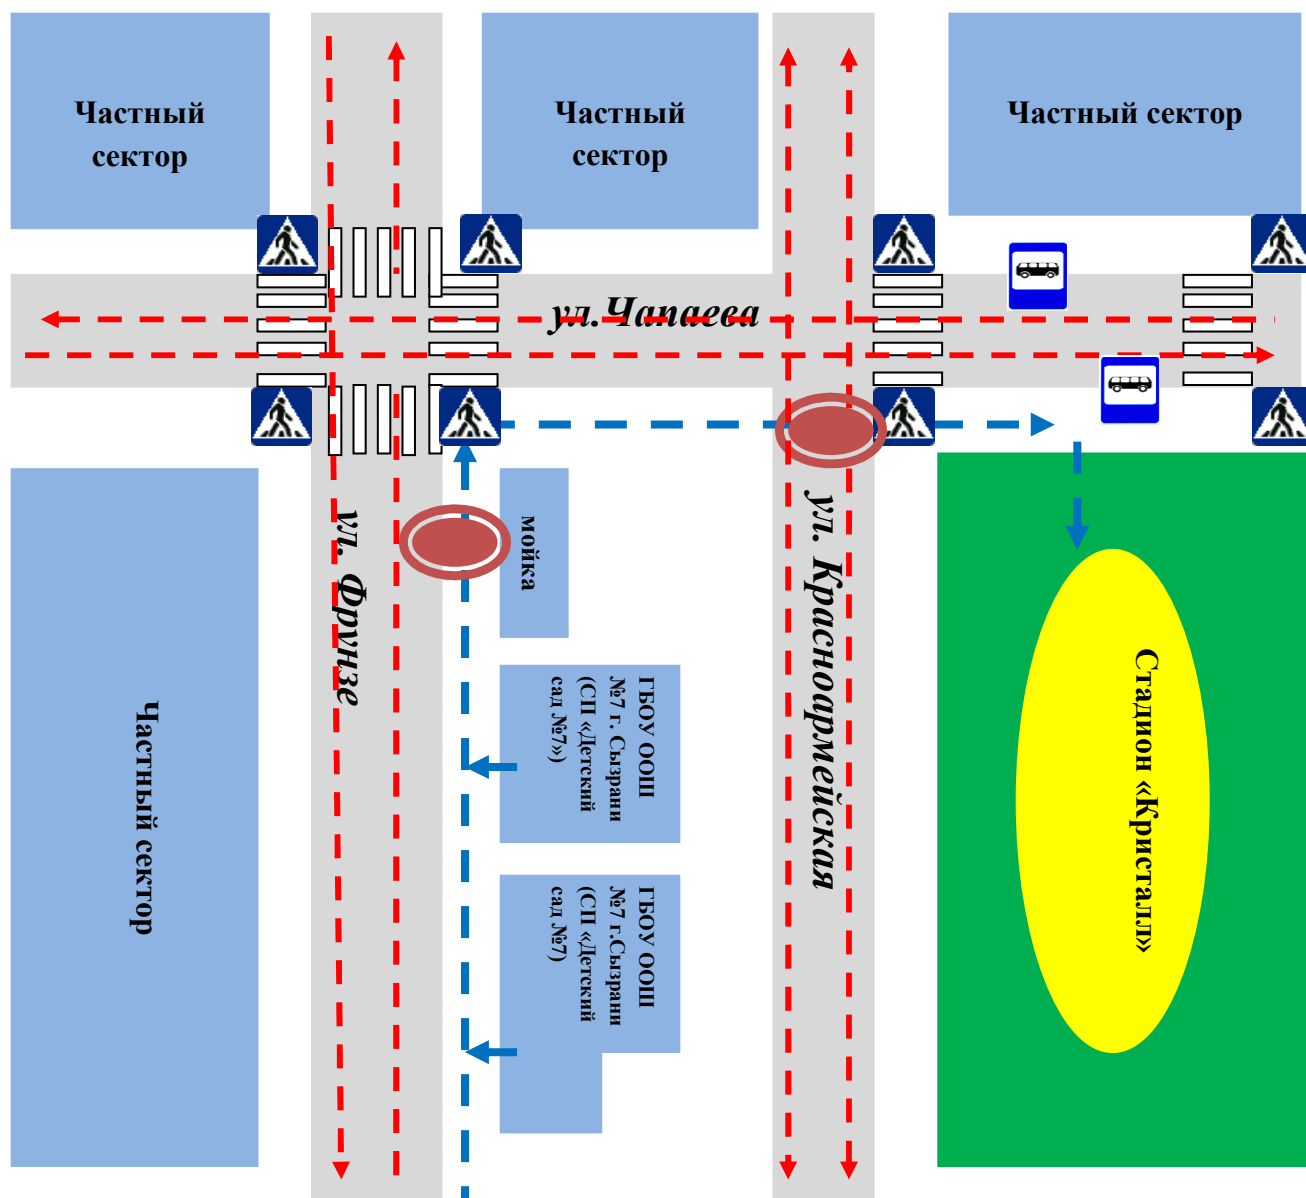 Частный
сектор
Частный
сектор
Частный сектор
ул.Чапаева
ул. Фрунзе
мойка
ул. Красноармейская
ГБОУ ООШ
№7 г. Сызрани
(СП «Детский
сад №7»)
Частный сектор
Стадион «Кристалл»
ГБОУ ООШ
№7 г.Сызрани
(СП «Детский
сад №7)